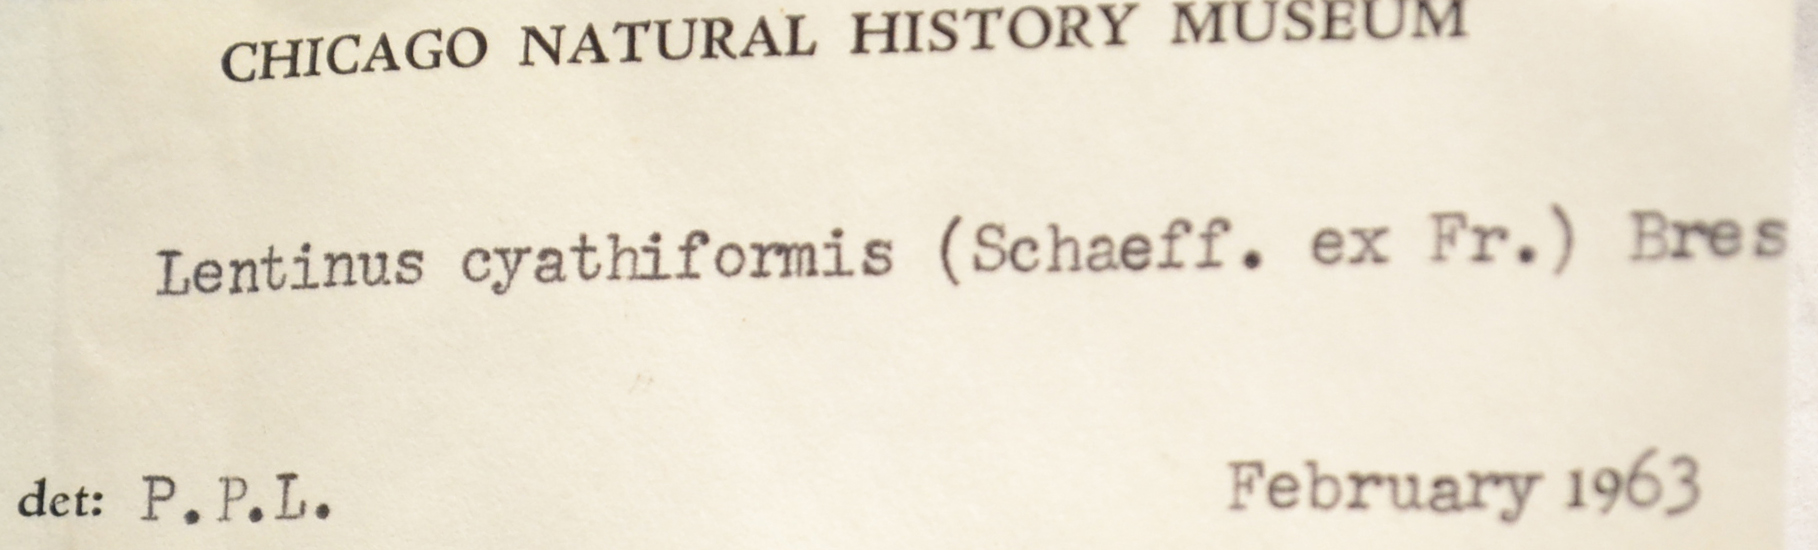 CHICAGO NATURAL HISTORY MUSEUM
Lentinus cyathiformis (Schaeff. ex Fr.) Bres
det: P.P.L. February 1963